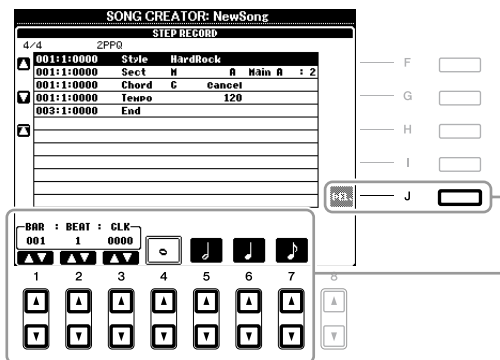 SONG CREATOR: NewSong
STEP RECORD
4/4 2PPQ
001:1:0000 Style HardRock
001:1:0000 Sect M A Main A : 2
001:1:0000 Chord C Cancel
001:1:0000 Tempo 120
003:1:0000 End
F
G
H
I
DEL. J
BAR : BEAT : CLK
001 1 0000
1 2 3 4 5 6 7 8